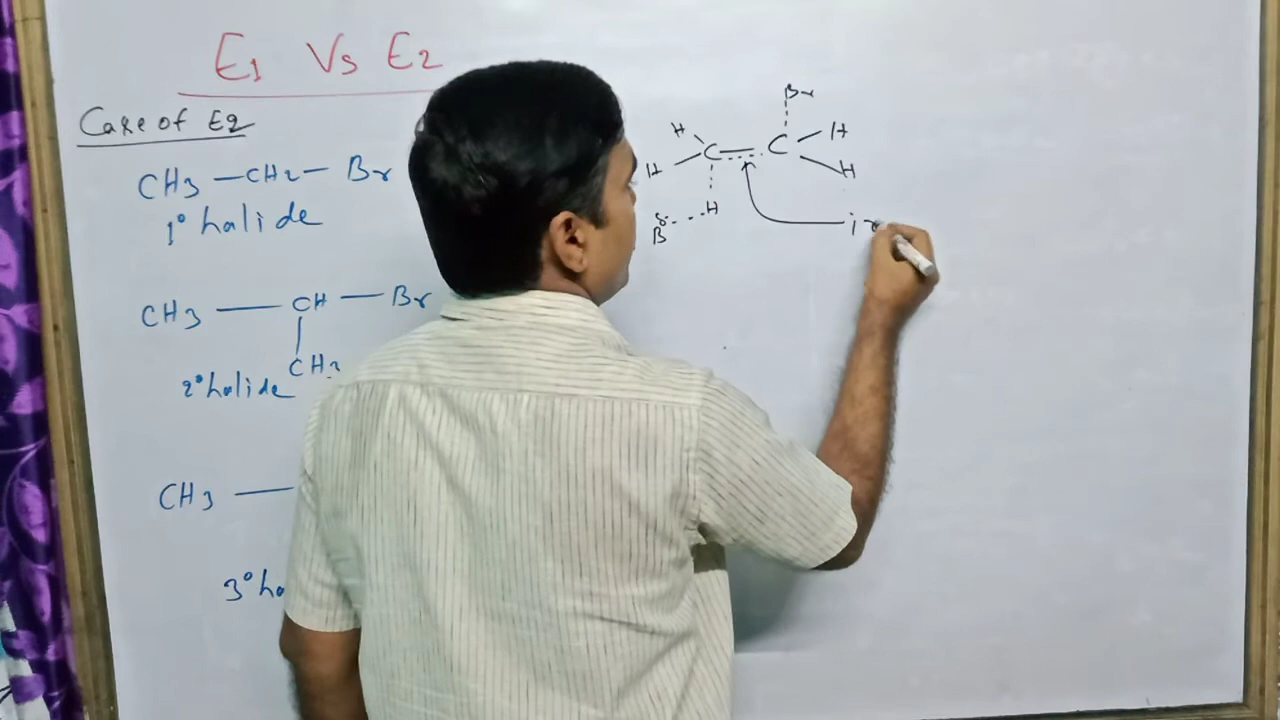 E1 Vs E2
Case of E2
CH3 — CH2 — Br
1° halide
CH3 — CH — Br
CH3
2° halide
CH3 —
3° ha
Br
H C C H
H H
H
B